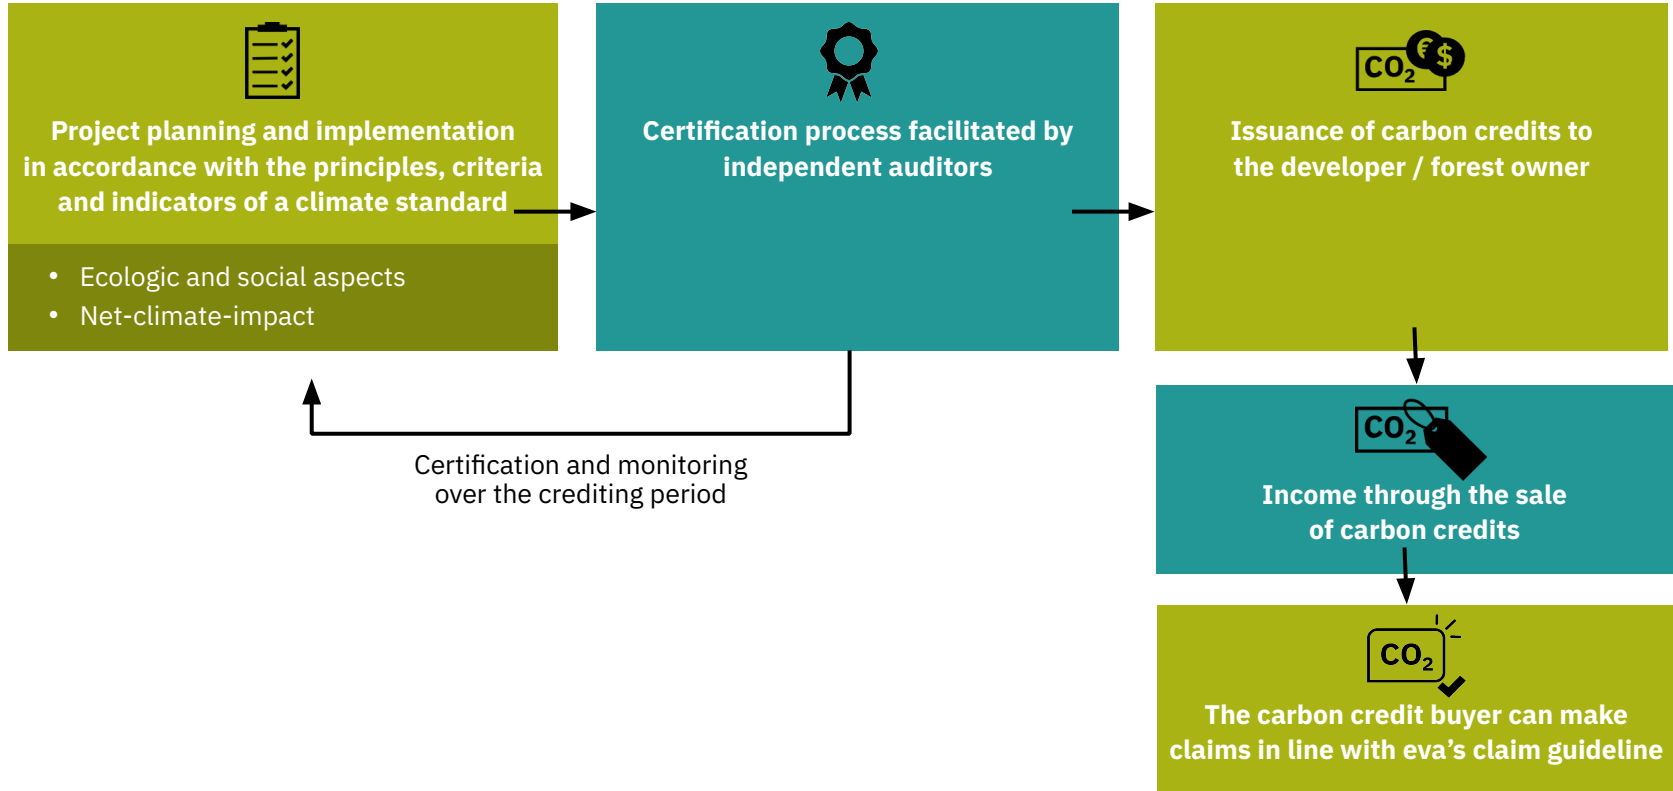 Project planning and implementation
in accordance with the principles, criteria
and indicators of a climate standard
• Ecologic and social aspects
• Net-climate-impact
Certification process facilitated by
independent auditors
CO₂ € $
Issuance of carbon credits to
the developer / forest owner
Certification and monitoring
over the crediting period
CO₂
Income through the sale
of carbon credits
CO₂
The carbon credit buyer can make
claims in line with eva’s claim guideline